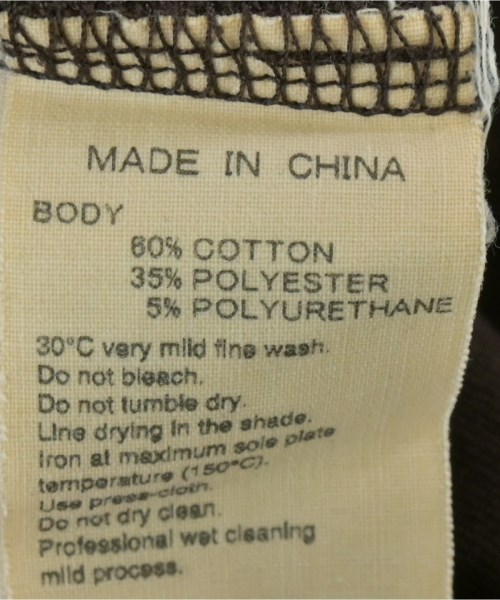 MADE IN CHINA
BODY
60% COTTON
35% POLYESTER
5% POLYURETHANE
30°C very mild fine wash.
Do not bleach.
Do not tumble dry.
Line drying in the shade.
Iron at maximum sole plate
temperature (150°C).
Use press-cloth.
Do not dry clean.
Professional wet cleaning
mild process.